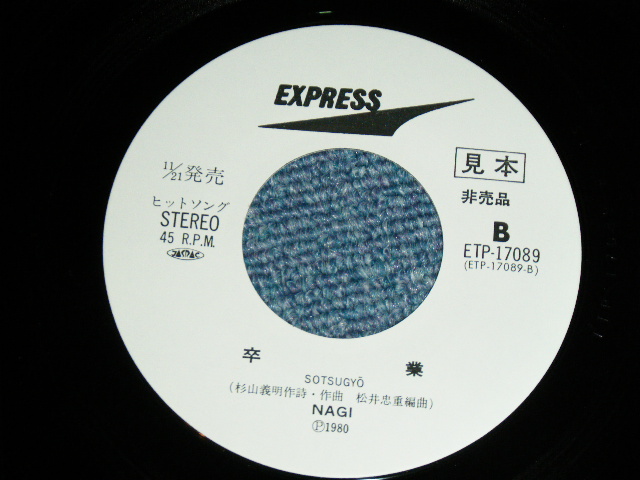 EXPRESS
11/21発売
見本
非売品
ヒットソング
STEREO
45 R.P.M.
JASRAC
B
ETP-17089
(ETP-17089-B)
卒業
SOTSUGYŌ
(杉山義明作詩・作曲 松井忠重編曲)
NAGI
Ⓟ1980